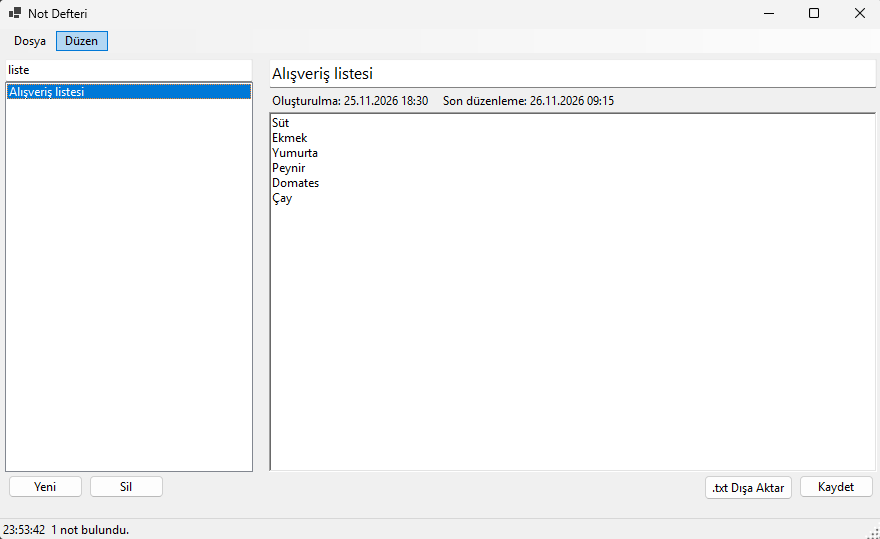 Not Defteri
Dosya Düzen
liste
Alışveriş listesi
Alışveriş listesi
Oluşturulma: 25.11.2026 18:30 Son düzenleme: 26.11.2026 09:15
Süt
Ekmek
Yumurta
Peynir
Domates
Çay
Yeni Sil
.txt Dışa Aktar Kaydet
23:53:42 1 not bulundu.